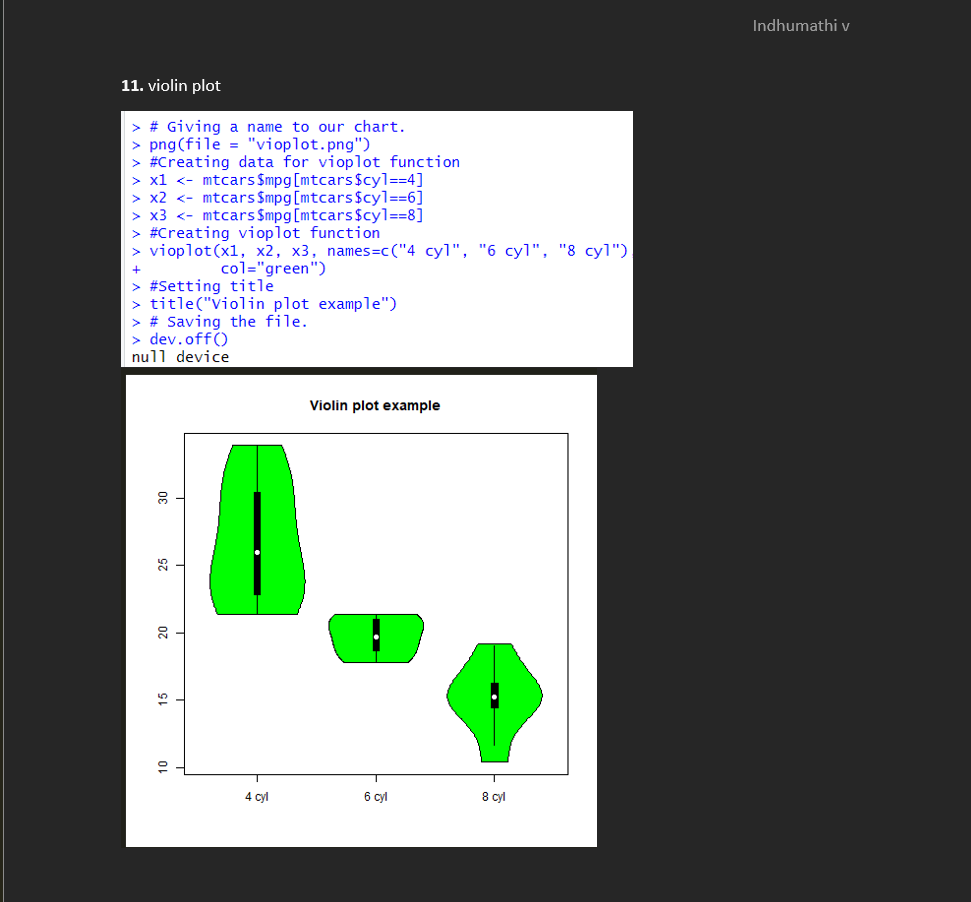 Indhumathi v
11. violin plot
> # Giving a name to our chart.
> png(file = "vioplot.png")
> #Creating data for vioplot function
> x1 <- mtcars$mpg[mtcars$cyl==4]
> x2 <- mtcars$mpg[mtcars$cyl==6]
> x3 <- mtcars$mpg[mtcars$cyl==8]
> #Creating vioplot function
> vioplot(x1, x2, x3, names=c("4 cyl", "6 cyl", "8 cyl"),
+         col="green")
> #Setting title
> title("Violin plot example")
> # Saving the file.
> dev.off()
null device
Violin plot example
30
25
20
15
10
4 cyl 6 cyl 8 cyl